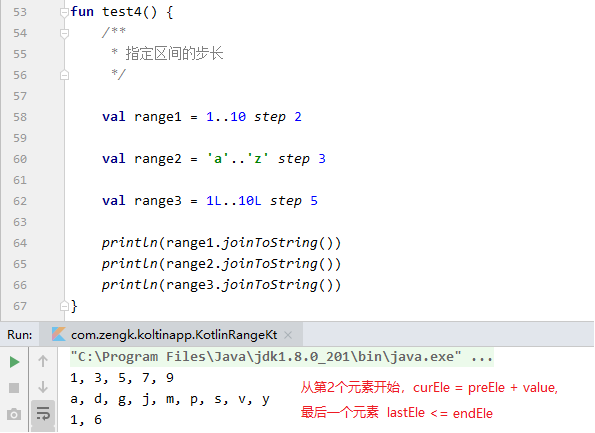 53 fun test4() {
54 /**
55 * 指定区间的步长
56 */
57
58 val range1 = 1..10 step 2
59
60 val range2 = 'a'..'z' step 3
61
62 val range3 = 1L..10L step 5
63
64 println(range1.joinToString())
65 println(range2.joinToString())
66 println(range3.joinToString())
67 }
Run: com.zengk.koltinapp.KotlinRangeKt ×
"C:\Program Files\Java\jdk1.8.0_201\bin\java.exe" ...
1, 3, 5, 7, 9
a, d, g, j, m, p, s, v, y
1, 6
从第2个元素开始，curEle = preEle + value,
最后一个元素 lastEle <= endEle